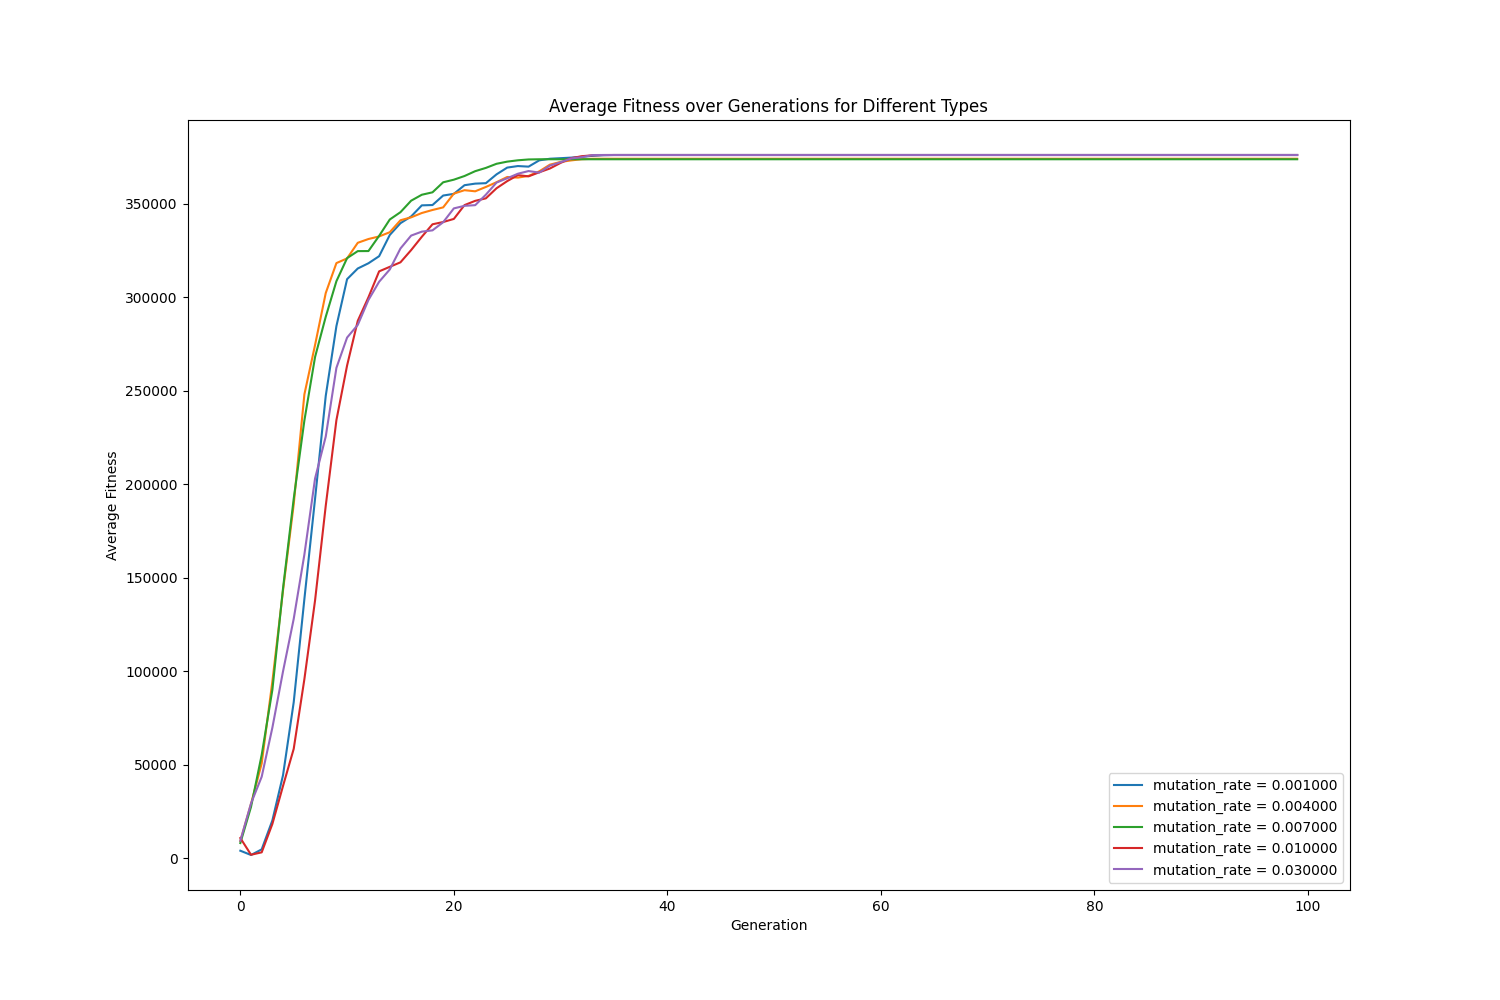 Average Fitness over Generations for Different Types
Average Fitness
350000
300000
250000
200000
150000
100000
50000
0
0 20 40 60 80 100
Generation
mutation_rate = 0.001000
mutation_rate = 0.004000
mutation_rate = 0.007000
mutation_rate = 0.010000
mutation_rate = 0.030000